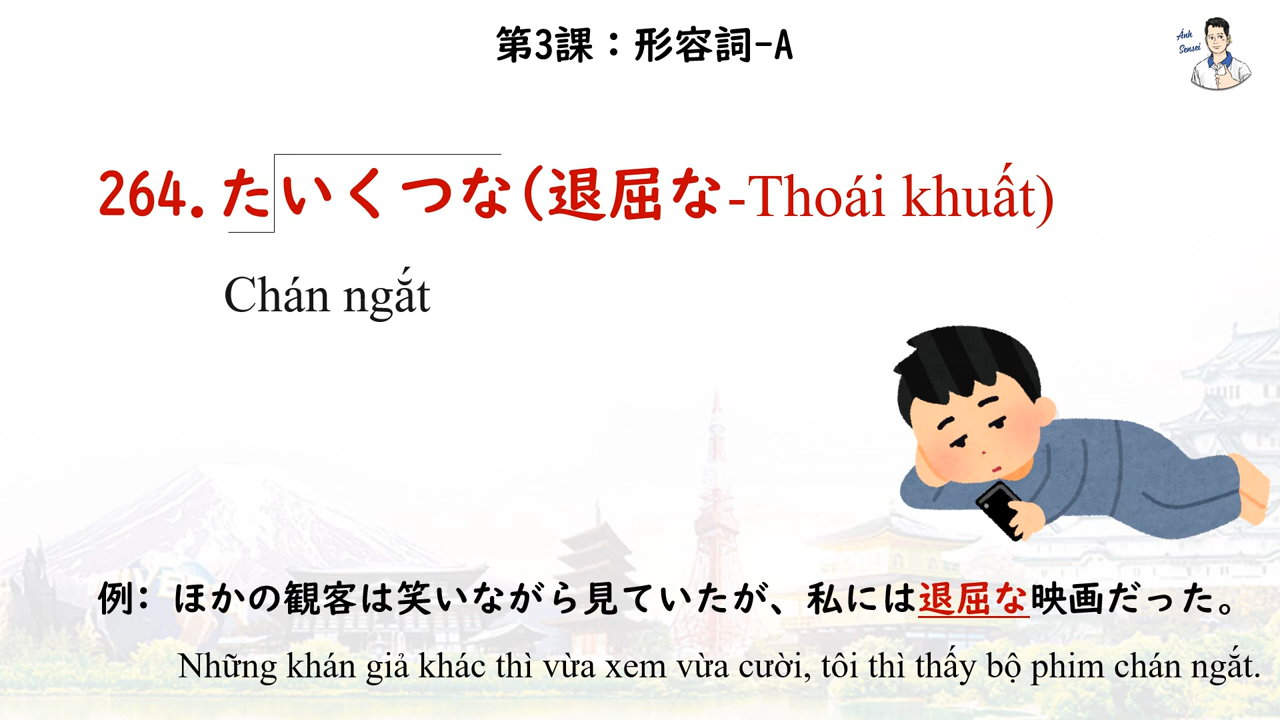 第3課：形容詞-A
Ánh
Sensei
264.たいくつな(退屈な-Thoái khuất)
Chán ngắt
例: ほかの観客は笑いながら見ていたが、私には退屈な映画だった。
Những khán giả khác thì vừa xem vừa cười, tôi thì thấy bộ phim chán ngắt.